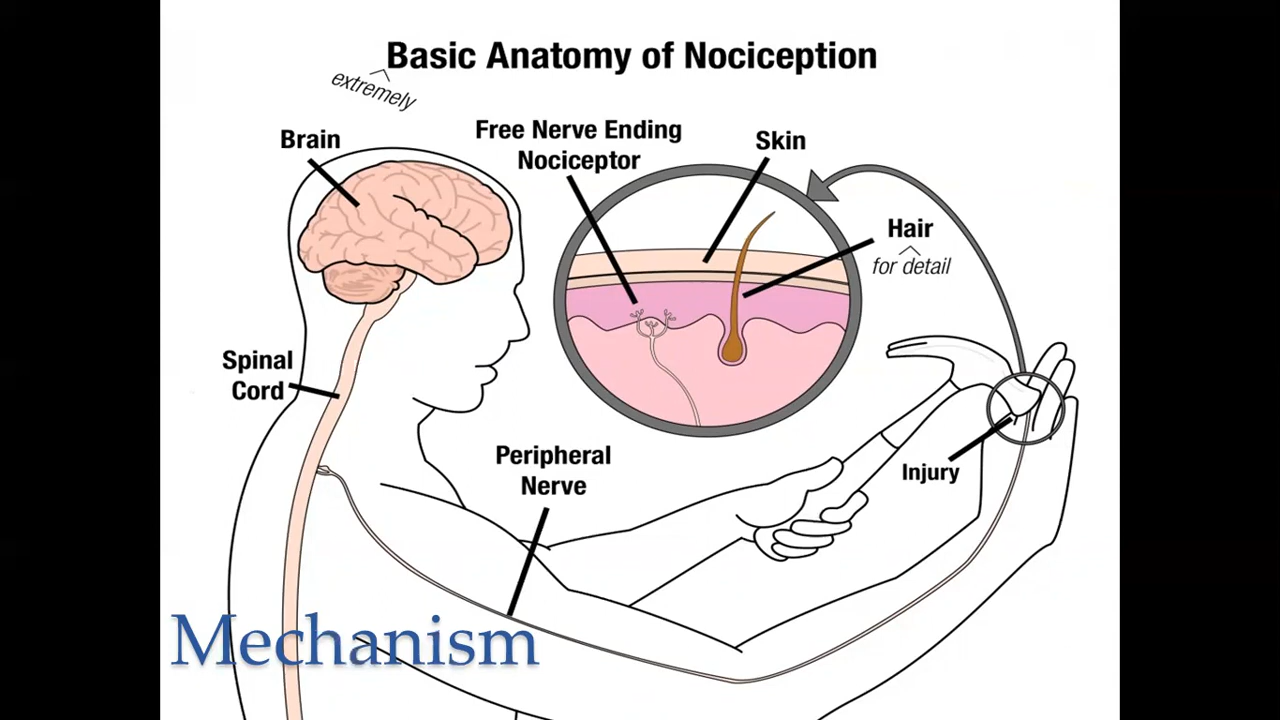 Basic Anatomy of Nociception
extremely
Brain
Free Nerve Ending
Nociceptor
Skin
Hair
for detail
Spinal
Cord
Peripheral
Nerve
Injury
Mechanism